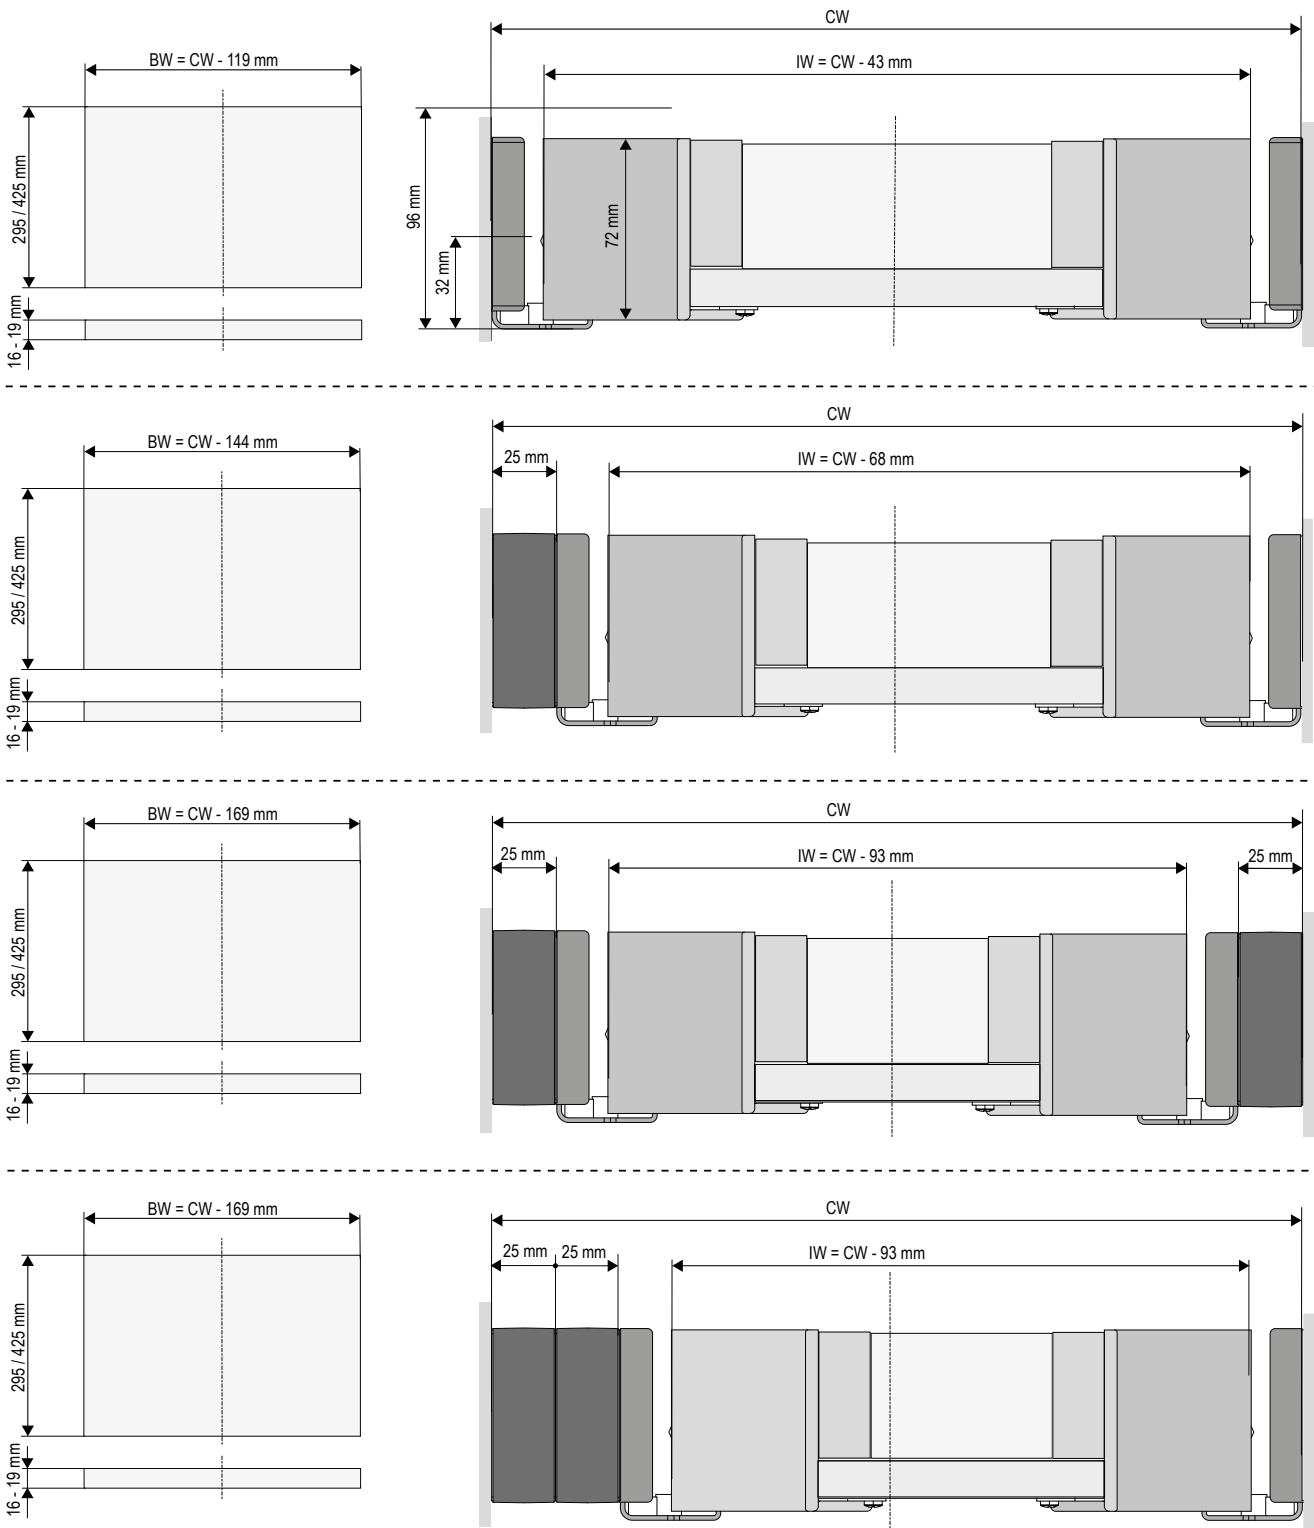 CW
BW = CW - 119 mm
IW = CW - 43 mm
295 / 425 mm
96 mm
72 mm
32 mm
16 - 19 mm
CW
BW = CW - 144 mm
25 mm
IW = CW - 68 mm
295 / 425 mm
16 - 19 mm
CW
BW = CW - 169 mm
25 mm
IW = CW - 93 mm
25 mm
295 / 425 mm
16 - 19 mm
CW
BW = CW - 169 mm
25 mm
25 mm
IW = CW - 93 mm
295 / 425 mm
16 - 19 mm